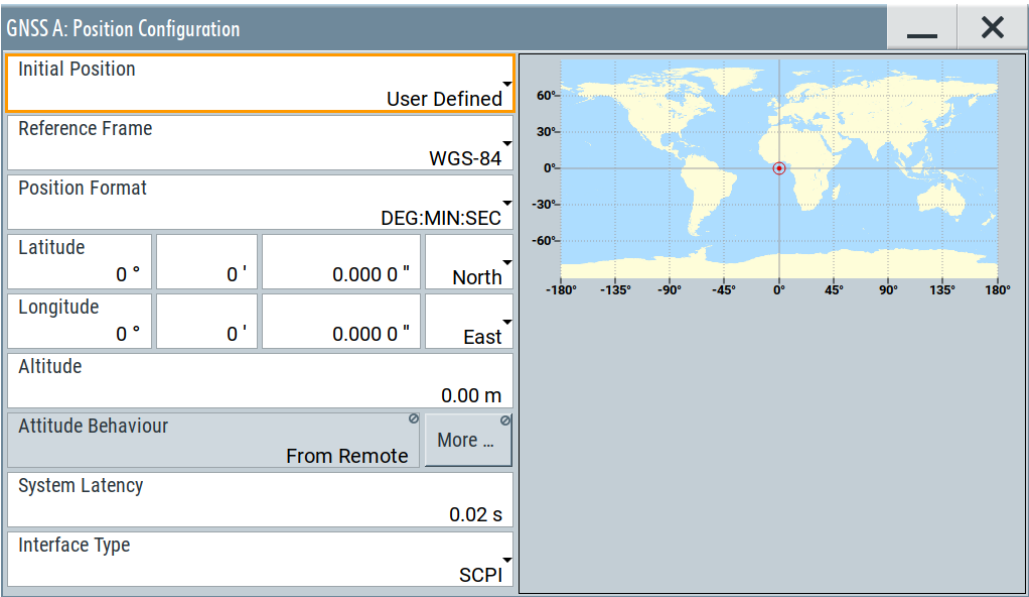 GNSS A: Position Configuration
Initial Position
User Defined
Reference Frame
WGS-84
Position Format
DEG:MIN:SEC
Latitude
0 ° 0 ' 0.000 0 " North
Longitude
0 ° 0 ' 0.000 0 " East
Altitude
0.00 m
Attitude Behaviour
From Remote
More ...
System Latency
0.02 s
Interface Type
SCPI
60°
30°
0°
-30°
-60°
-180° -135° -90° -45° 0° 45° 90° 135° 180°